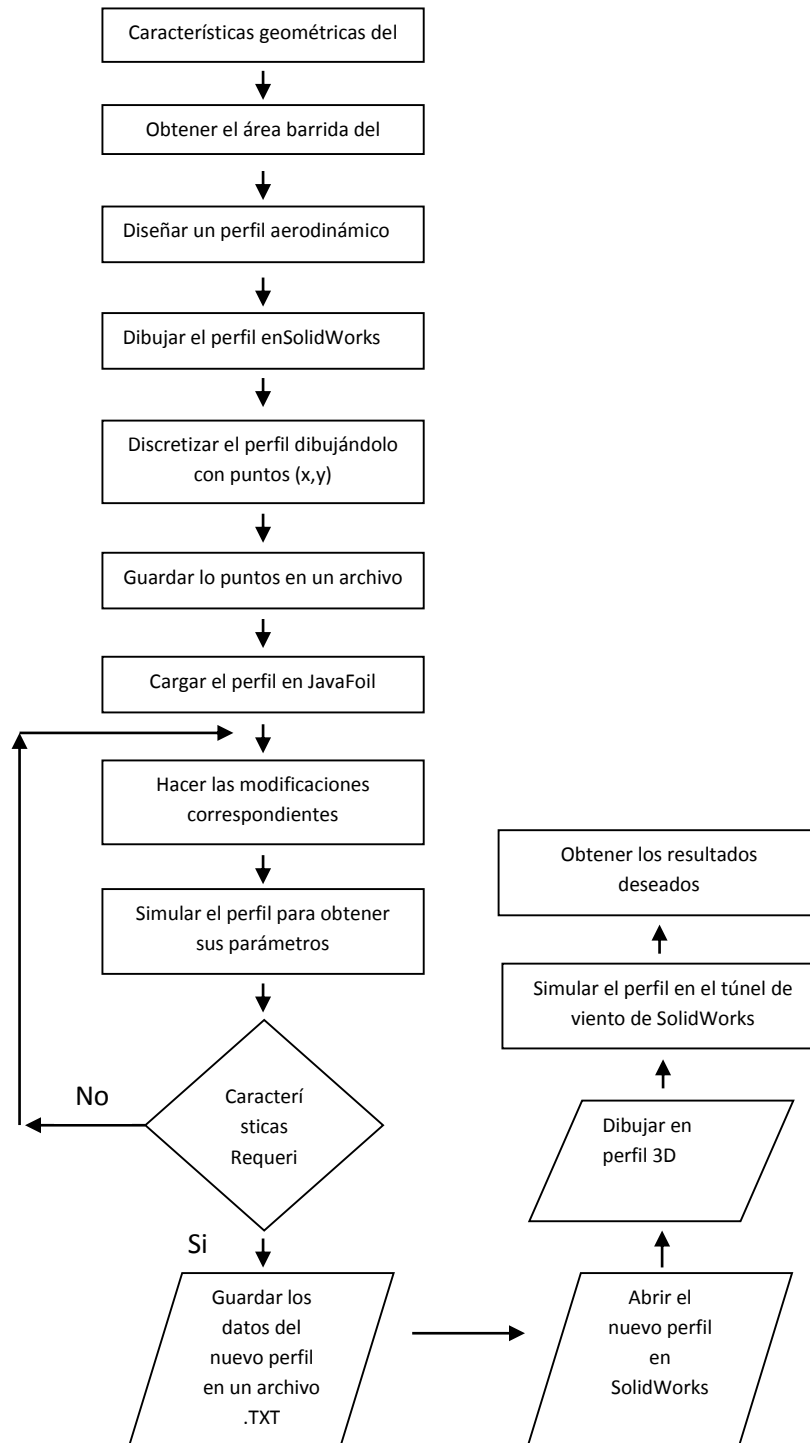 Características geométricas del
Obtener el área barrida del
Diseñar un perfil aerodinámico
Dibujar el perfil enSolidWorks
Discretizar el perfil dibujándolo
con puntos (x,y)
Guardar lo puntos en un archivo
Cargar el perfil en JavaFoil
Hacer las modificaciones
correspondientes
Simular el perfil para obtener
sus parámetros
Caracterí
sticas
Requeri
No
Si
Guardar los
datos del
nuevo perfil
en un archivo
.TXT
Abrir el
nuevo perfil
en
SolidWorks
Dibujar en
perfil 3D
Simular el perfil en el túnel de
viento de SolidWorks
Obtener los resultados
deseados